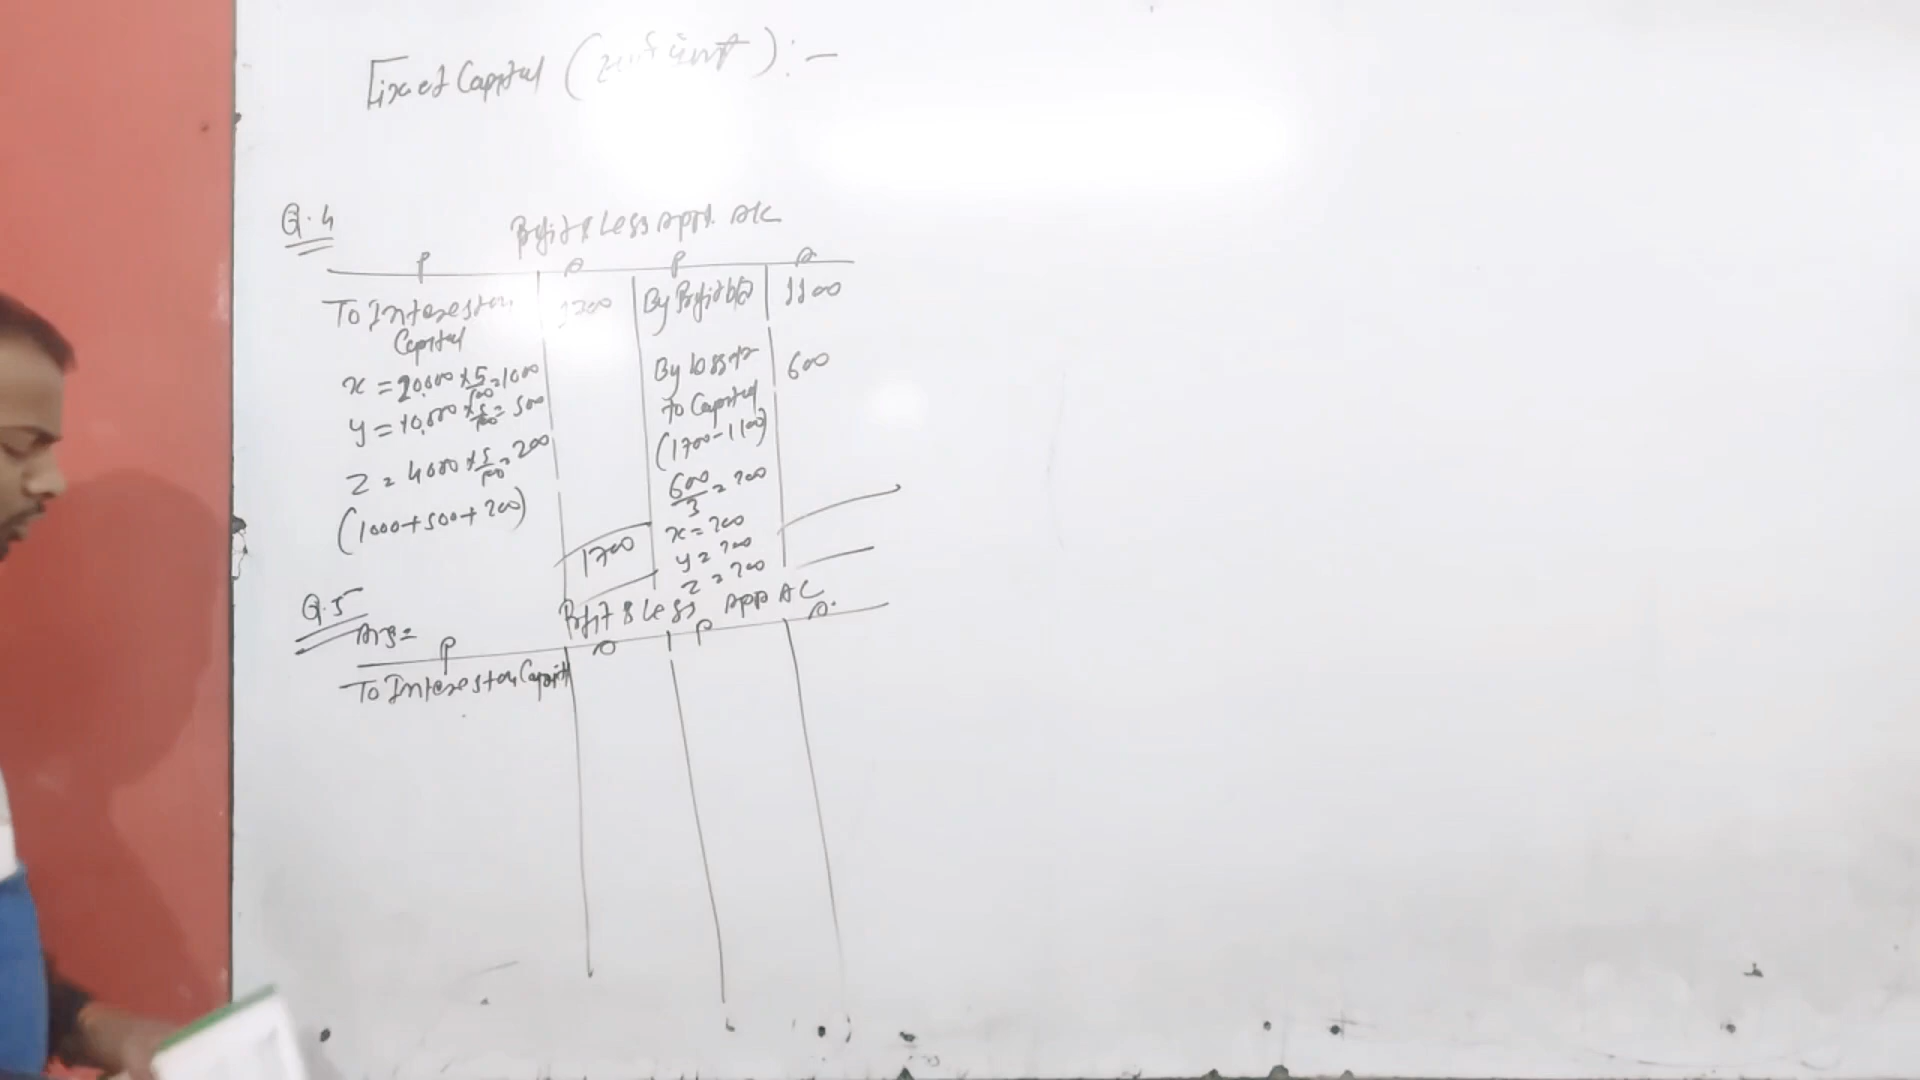 Fixed Capital ( ) :-
Q.4
Profit & Loss App. A/c
P
To Interest on 1700
Capital
x = 20,000 × 5/100 = 1000
y = 10,000 × 5/100 = 500
z = 4000 × 5/100 = 200
(1000+500+200)
1700
P
By Profit b/d 1100
By loss 600
to Capital
(1700-1100)
600/3 = 200
x = 200
y = 200
z = 200
Q.5
Ans =
Profit & Loss App A/C
P
P
To Interest on Capital